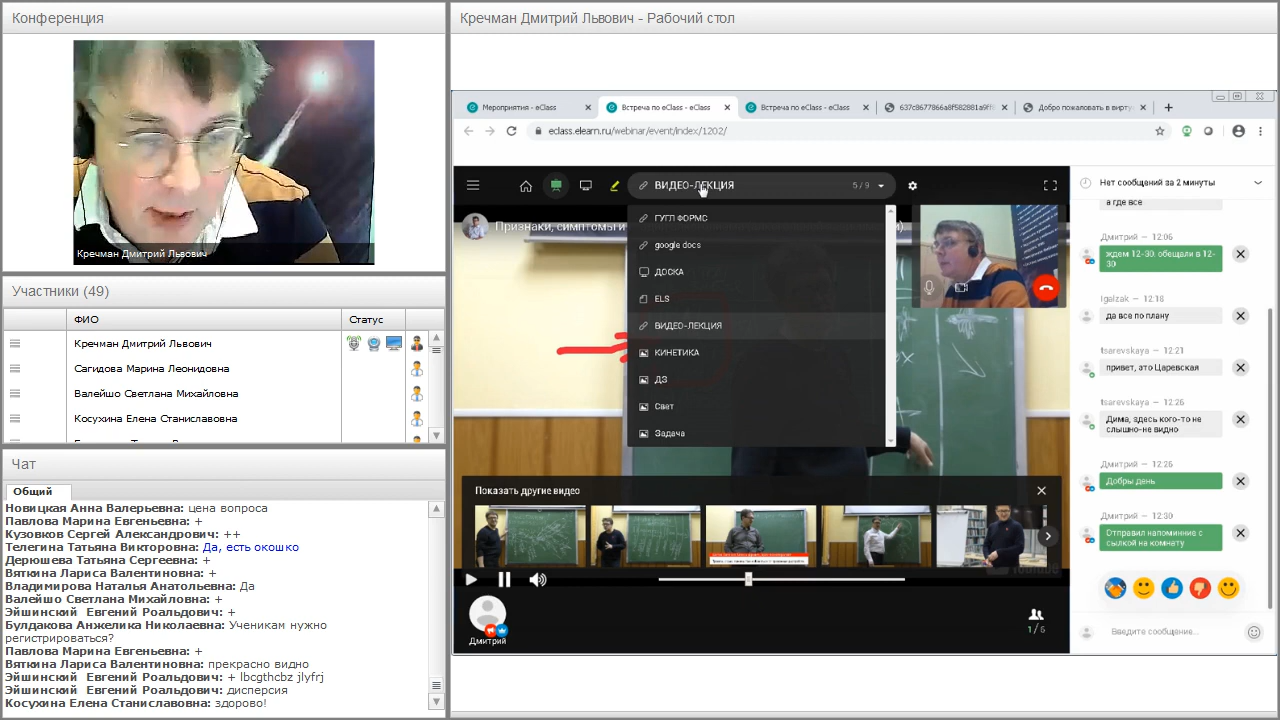 Конференция
Кречман Дмитрий Львович
Участники (49)
ФИО
Статус
Кречман Дмитрий Львович
Сагидова Марина Леонидовна
Валейшо Светлана Михайловна
Косухина Елена Станиславовна
Чат
Общий
Новицкая Анна Валерьевна: цена вопроса
Павлова Марина Евгеньевна: +
Кузовков Сергей Александрович: ++
Телегина Татьяна Викторовна: Да, есть окошко
Дерюшева Татьяна Сергеевна: +
Вяткина Лариса Валентиновна: +
Владимирова Наталья Анатольевна: Да
Валейшо Светлана Михайловна: +
Эйшинский Евгений Роальдович: +
Булдакова Анжелика Николаевна: Ученикам нужно
регистрироваться?
Павлова Марина Евгеньевна: +
Вяткина Лариса Валентиновна: прекрасно видно
Эйшинский Евгений Роальдович: + lbcgthcbz jlyfrj
Эйшинский Евгений Роальдович: дисперсия
Косухина Елена Станиславовна: здорово!
Кречман Дмитрий Львович - Рабочий стол
Мероприятия - eClass
Встреча по eClass - eClass
Встреча по eClass - eClass
637c8677866a8f582881a9f
Добро пожаловать в вирту
eclass.elearn.ru/webinar/event/index/1202/
ВИДЕО-ЛЕКЦИЯ
5 / 9
Признаки, симптомы и
ГУГЛ ФОРМС
google docs
ДОСКА
ELS
ВИДЕО-ЛЕКЦИЯ
КИНЕТИКА
ДЗ
Свет
Задача
Показать другие видео
Дмитрий
1 / 6
Нет сообщений за 2 минуты
а где все
Дмитрий — 12:06
ждем 12-30. обещали в 12-
30
Igalzak — 12:18
да все по плану
tsarevskaya — 12:21
привет, это Царевская
tsarevskaya — 12:26
Дима, здесь кого-то не
слышно-не видно
Дмитрий — 12:26
Добры день
Дмитрий — 12:30
Отправил напоминние с
сылкой на комнату
Введите сообщение...